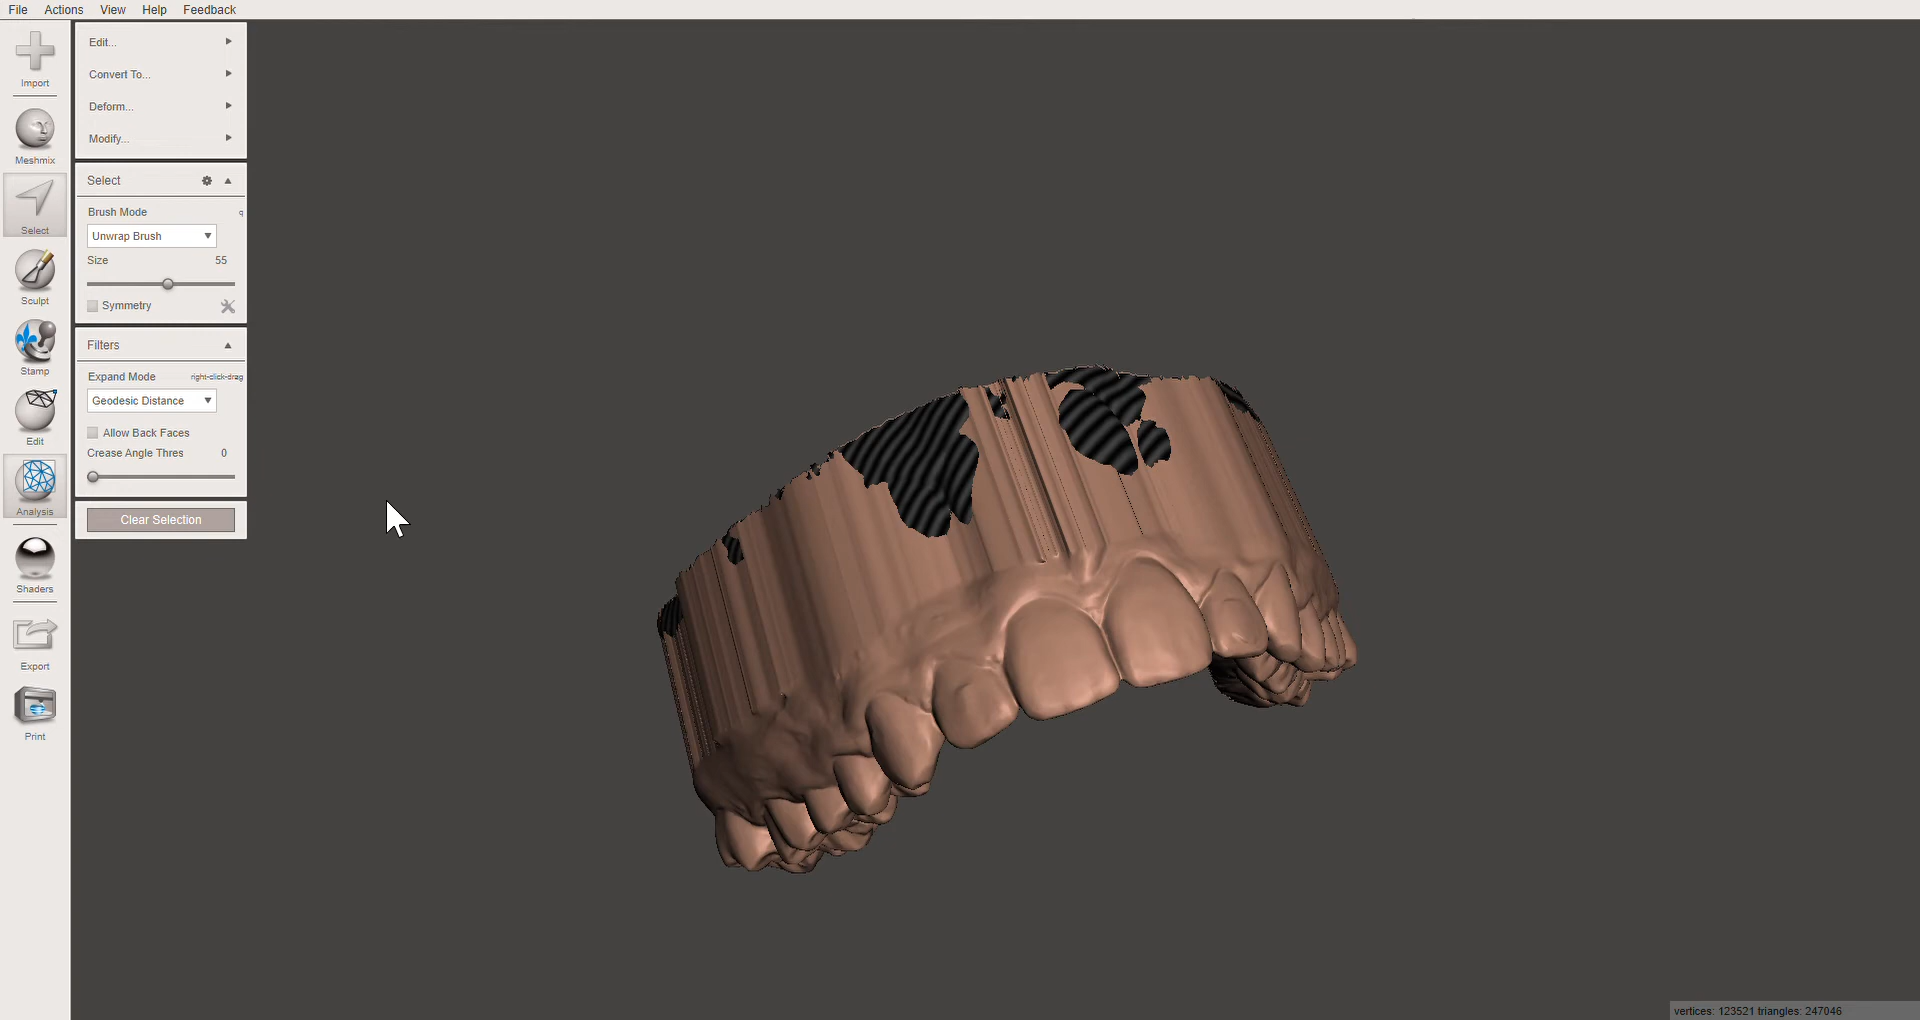 File Actions View Help Feedback
Import
Meshmix
Select
Sculpt
Stamp
Edit
Analysis
Shaders
Export
Print
Edit...
Convert To...
Deform...
Modify...
Select
Brush Mode q
Unwrap Brush
Size 55
Symmetry
Filters
Expand Mode right-click-drag
Geodesic Distance
Allow Back Faces
Crease Angle Thres 0
Clear Selection
vertices: 123521 triangles: 247046